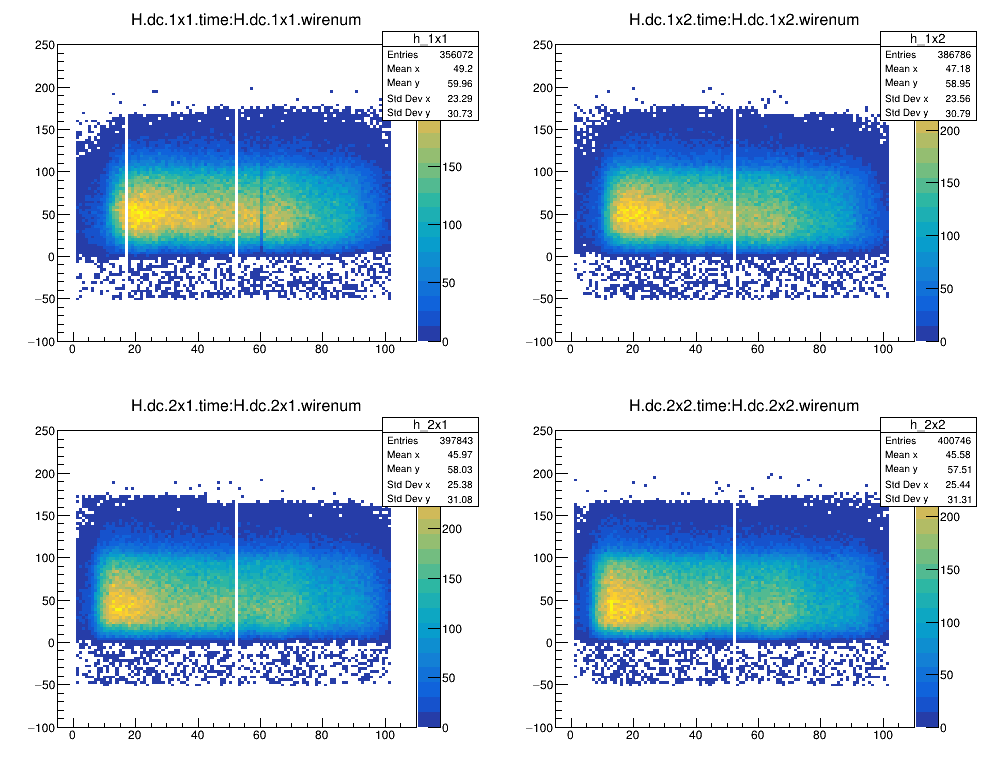 H.dc.1x1.time:H.dc.1x1.wirenum
h_1x1
Entries 356072
Mean x 49.2
Mean y 59.96
Std Dev x 23.29
Std Dev y 30.73
250
200
150
100
50
0
−50
−100
0 20 40 60 80 100
150
100
50
0
H.dc.1x2.time:H.dc.1x2.wirenum
h_1x2
Entries 386786
Mean x 47.18
Mean y 58.95
Std Dev x 23.56
Std Dev y 30.79
250
200
150
100
50
0
−50
−100
0 20 40 60 80 100
200
150
100
50
0
H.dc.2x1.time:H.dc.2x1.wirenum
h_2x1
Entries 397843
Mean x 45.97
Mean y 58.03
Std Dev x 25.38
Std Dev y 31.08
250
200
150
100
50
0
−50
−100
0 20 40 60 80 100
200
150
100
50
0
H.dc.2x2.time:H.dc.2x2.wirenum
h_2x2
Entries 400746
Mean x 45.58
Mean y 57.51
Std Dev x 25.44
Std Dev y 31.31
250
200
150
100
50
0
−50
−100
0 20 40 60 80 100
200
150
100
50
0